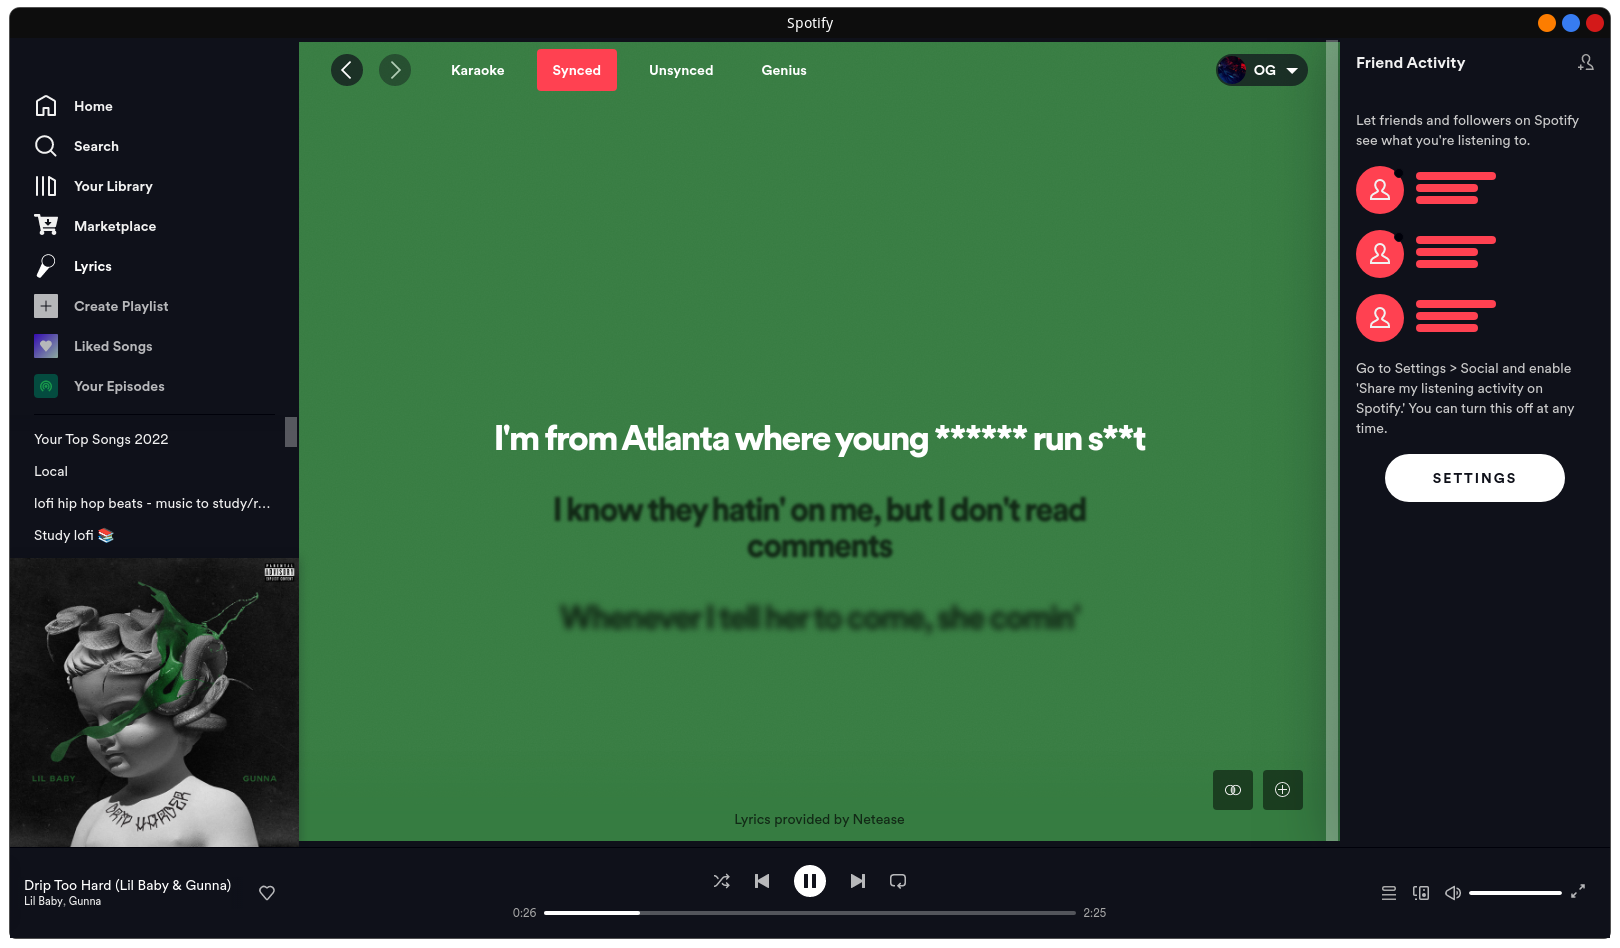 Spotify
Home
Search
Your Library
Marketplace
Lyrics
Create Playlist
Liked Songs
Your Episodes
Your Top Songs 2022
Local
lofi hip hop beats - music to study/r...
Study lofi 📚
PARENTAL
ADVISORY
EXPLICIT CONTENT
LIL BABY
GUNNA
DRIP HARDER
Karaoke
Synced
Unsynced
Genius
OG
I'm from Atlanta where young ****** run s**t
I know they hatin' on me, but I don't read
comments
Whenever I tell her to come, she comin'
Lyrics provided by Netease
Friend Activity
Let friends and followers on Spotify
see what you're listening to.
Go to Settings > Social and enable
'Share my listening activity on
Spotify.' You can turn this off at any
time.
SETTINGS
Drip Too Hard (Lil Baby & Gunna)
Lil Baby, Gunna
0:26
2:25